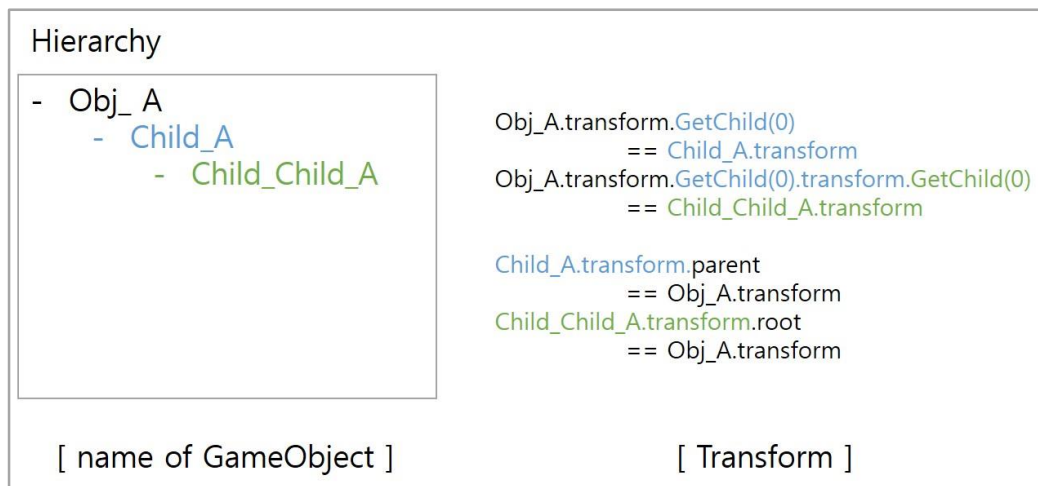 Hierarchy
- Obj_ A
- Child_A
- Child_Child_A
Obj_A.transform.GetChild(0)
== Child_A.transform
Obj_A.transform.GetChild(0).transform.GetChild(0)
== Child_Child_A.transform
Child_A.transform.parent
== Obj_A.transform
Child_Child_A.transform.root
== Obj_A.transform
[ name of GameObject ]
[ Transform ]